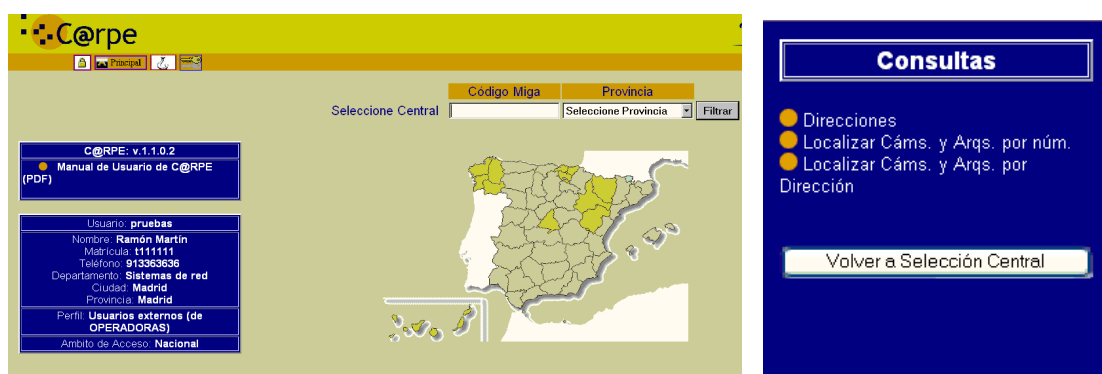 C@rpe
Principal
Código Miga Provincia
Seleccione Central Seleccione Provincia Filtrar
C@RPE: v.1.1.0.2
Manual de Usuario de C@RPE
(PDF)
Usuario: pruebas
Nombre: Ramón Martín
Matricula: t111111
Teléfono: 913363636
Departamento: Sistemas de red
Ciudad: Madrid
Provincia: Madrid
Perfil: Usuarios externos (de
OPERADORAS)
Ambito de Acceso: Nacional
Consultas
Direcciones
Localizar Cáms. y Arqs. por núm.
Localizar Cáms. y Arqs. por
Dirección
Volver a Selección Central